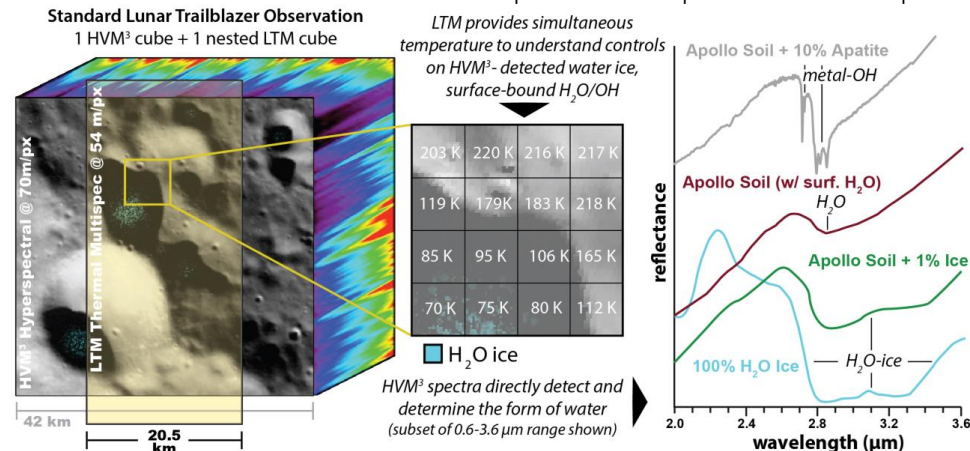 Standard Lunar Trailblazer Observation
1 HVM³ cube + 1 nested LTM cube
HVM³ Hyperspectral @ 70m/px
LTM Thermal Multispec @ 54 m/px
42 km
20.5
km
LTM provides simultaneous
temperature to understand controls
on HVM³- detected water ice,
surface-bound H₂O/OH
203 K 220 K 216 K 217 K
119 K 179K 183 K 218 K
85 K 95 K 106 K 165 K
70 K 75 K 80 K 112 K
H₂O ice
HVM³ spectra directly detect and
determine the form of water
(subset of 0.6-3.6 µm range shown)
reflectance
Apollo Soil + 10% Apatite
metal-OH
Apollo Soil (w/ surf. H₂O)
H₂O
Apollo Soil + 1% Ice
100% H₂O Ice
H₂O-ice
2.0 2.4 2.8 3.2 3.6
wavelength (µm)